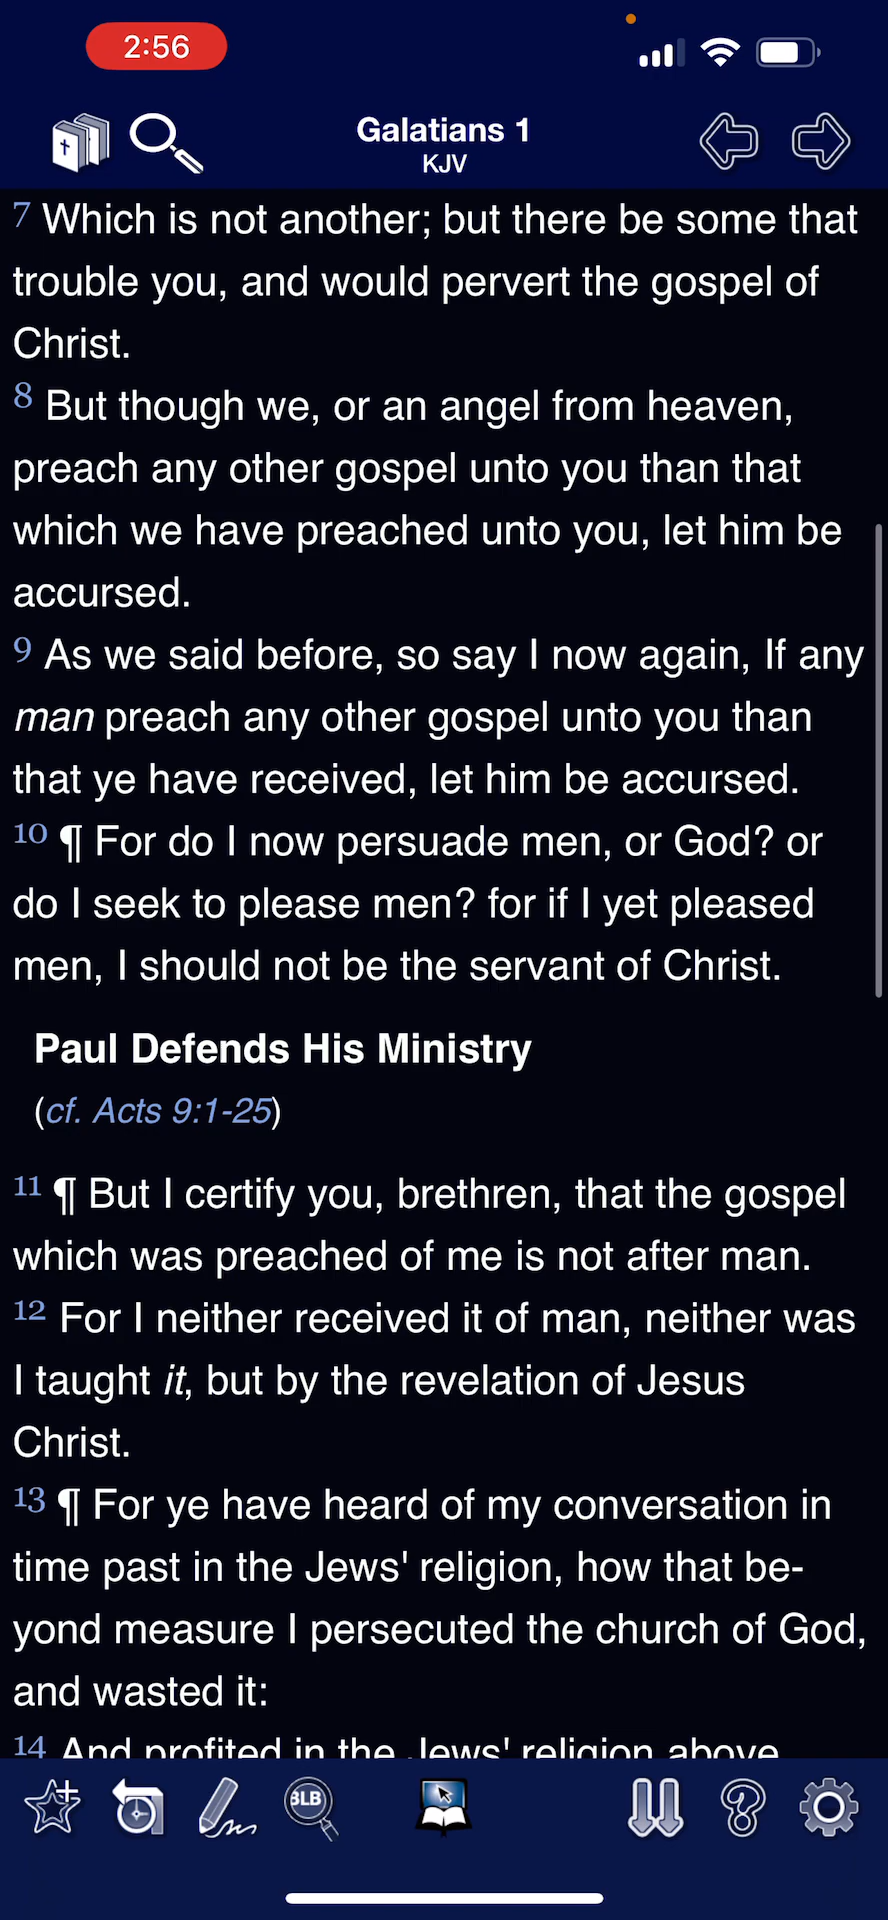 2:56
Galatians 1
KJV
7 Which is not another; but there be some that
trouble you, and would pervert the gospel of
Christ.
8 But though we, or an angel from heaven,
preach any other gospel unto you than that
which we have preached unto you, let him be
accursed.
9 As we said before, so say I now again, If any
man preach any other gospel unto you than
that ye have received, let him be accursed.
10 ¶ For do I now persuade men, or God? or
do I seek to please men? for if I yet pleased
men, I should not be the servant of Christ.
Paul Defends His Ministry
(cf. Acts 9:1-25)
11 ¶ But I certify you, brethren, that the gospel
which was preached of me is not after man.
12 For I neither received it of man, neither was
I taught it, but by the revelation of Jesus
Christ.
13 ¶ For ye have heard of my conversation in
time past in the Jews' religion, how that be-
yond measure I persecuted the church of God,
and wasted it:
14 And profited in the Jews' religion above
BLB